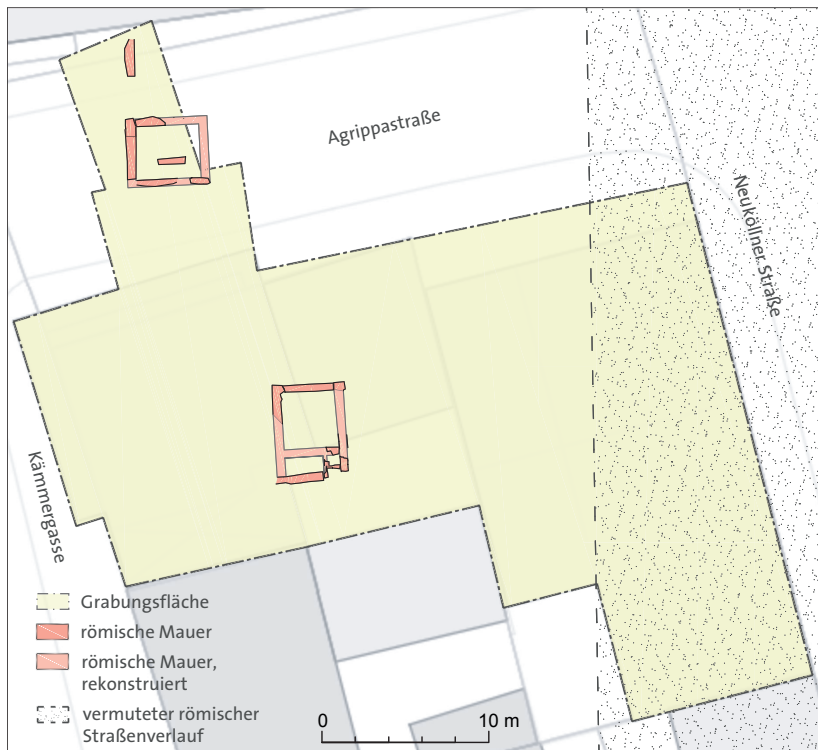 Agrippastraße
Neuköllner Straße
Kämmergasse
Grabungsfläche
römische Mauer
römische Mauer,
rekonstruiert
vermuteter römischer
Straßenverlauf
0
10 m